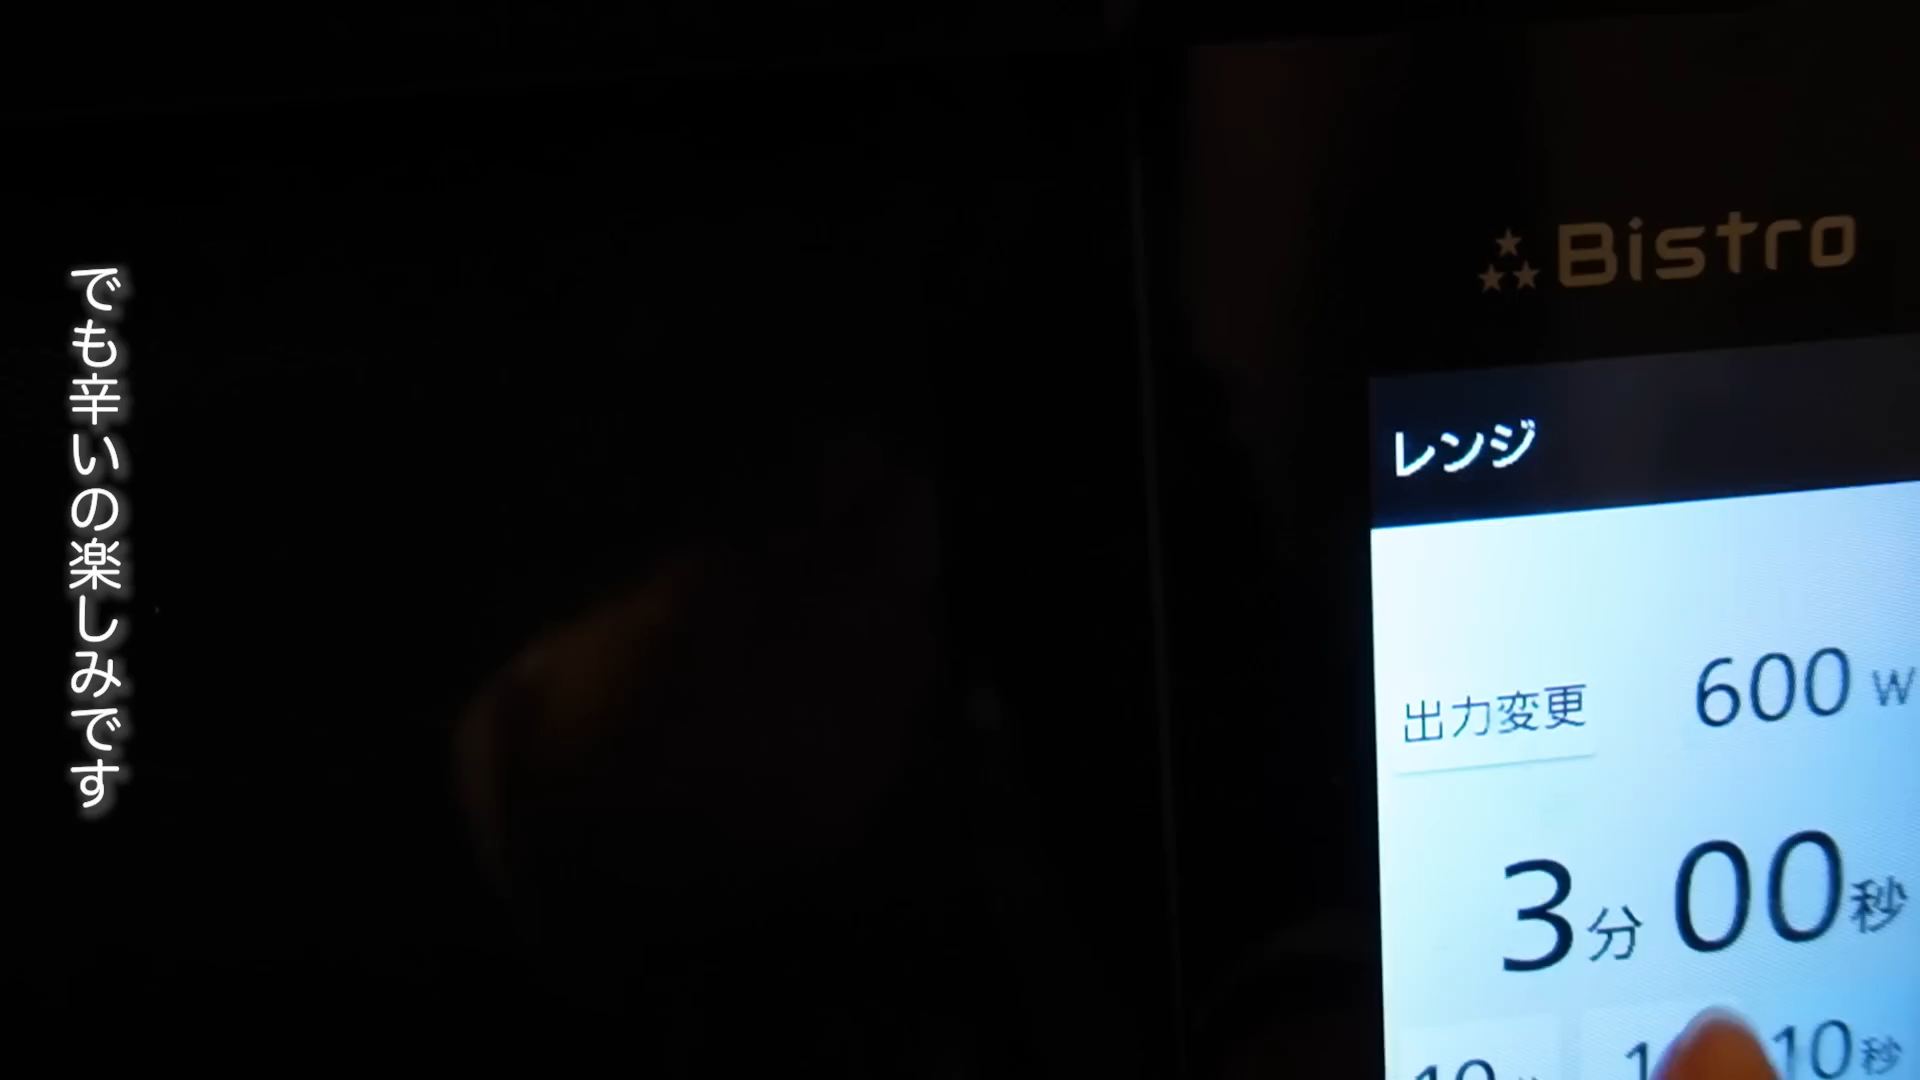 でも辛いの楽しみです
Bistro
レンジ
出力変更 600 W
3分00秒
10秒